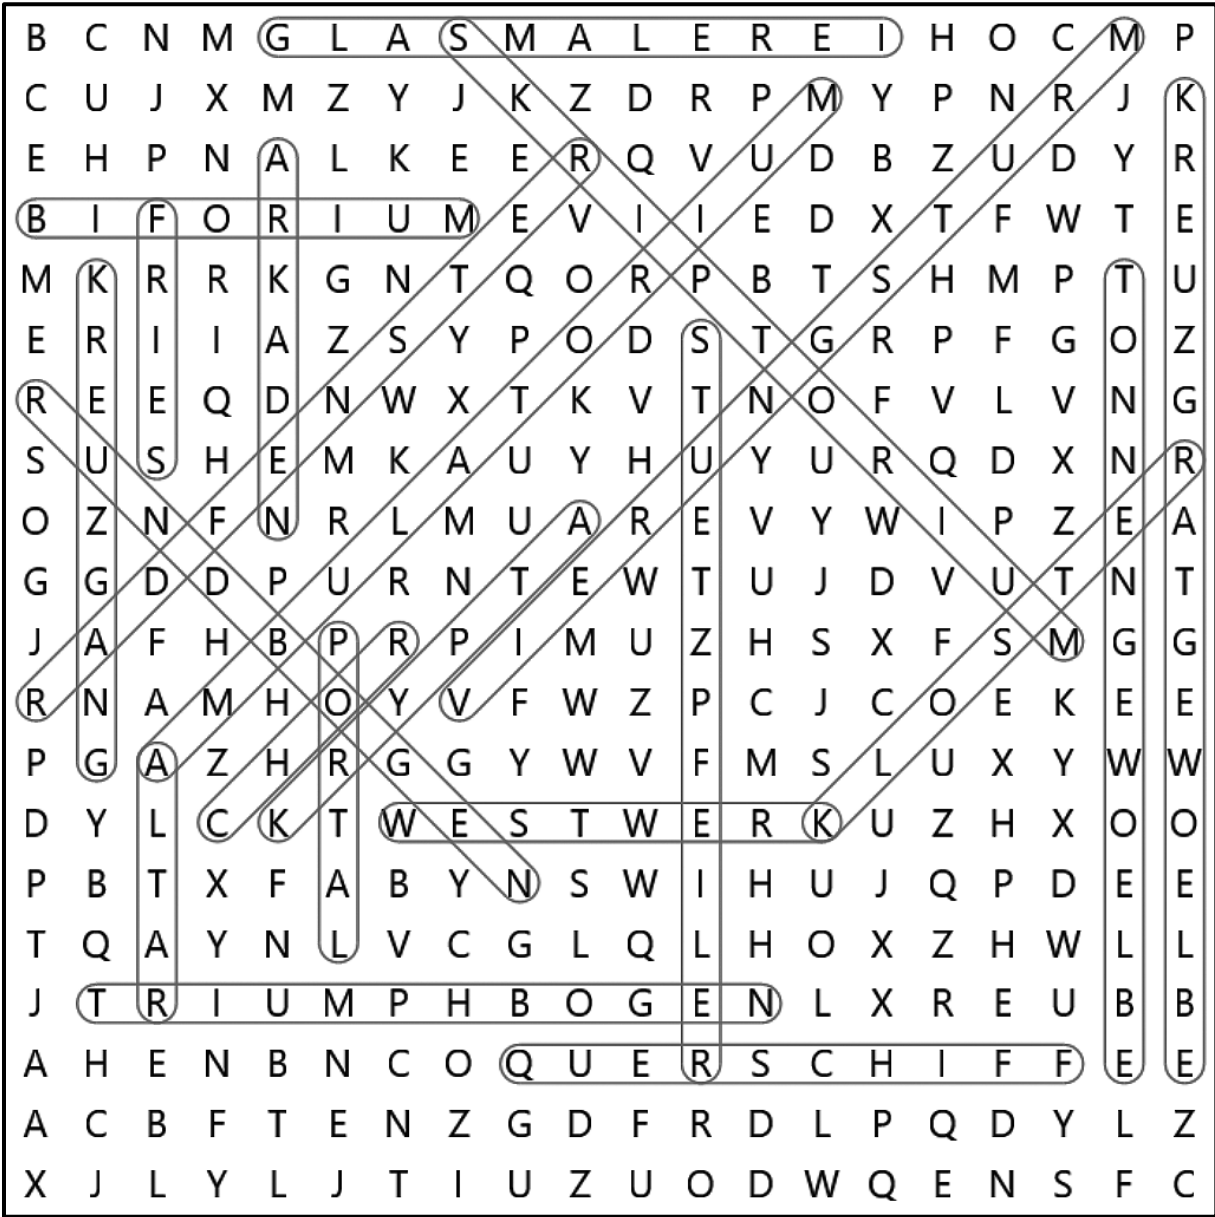 B C N M G L A S M A L E R E I H O C M P
C U J X M Z Y J K Z D R P M Y P N R J K
E H P N A L K E E R Q V U D B Z U D Y R
B I F O R I U M E V I I E D X T F W T E
M K R R K G N T Q O R P B T S H M P T U
E R I I A Z S Y P O D S T G R P F G O Z
R E E Q D N W X T K V T N O F V L V N G
S U S H E M K A U Y H U Y U R Q D X N R
O Z N F N R L M U A R E V Y W I P Z E A
G G D D P U R N T E W T U J D V U T N T
J A F H B P R P I M U Z H S X F S M G G
R N A M H O Y V F W Z P C J C O E K E E
P G A Z H R G G Y W V F M S L U X Y W W
D Y L C K T W E S T W E R K U Z H X O O
P B T X F A B Y N S W I H U J Q P D E E
T Q A Y N L V C G L Q L H O X Z H W L L
J T R I U M P H B O G E N L X R E U B B
A H E N B N C O Q U E R S C H I F F E E
A C B F T E N Z G D F R D L P Q D Y L Z
X J L Y L J T I U Z U O D W Q E N S F C